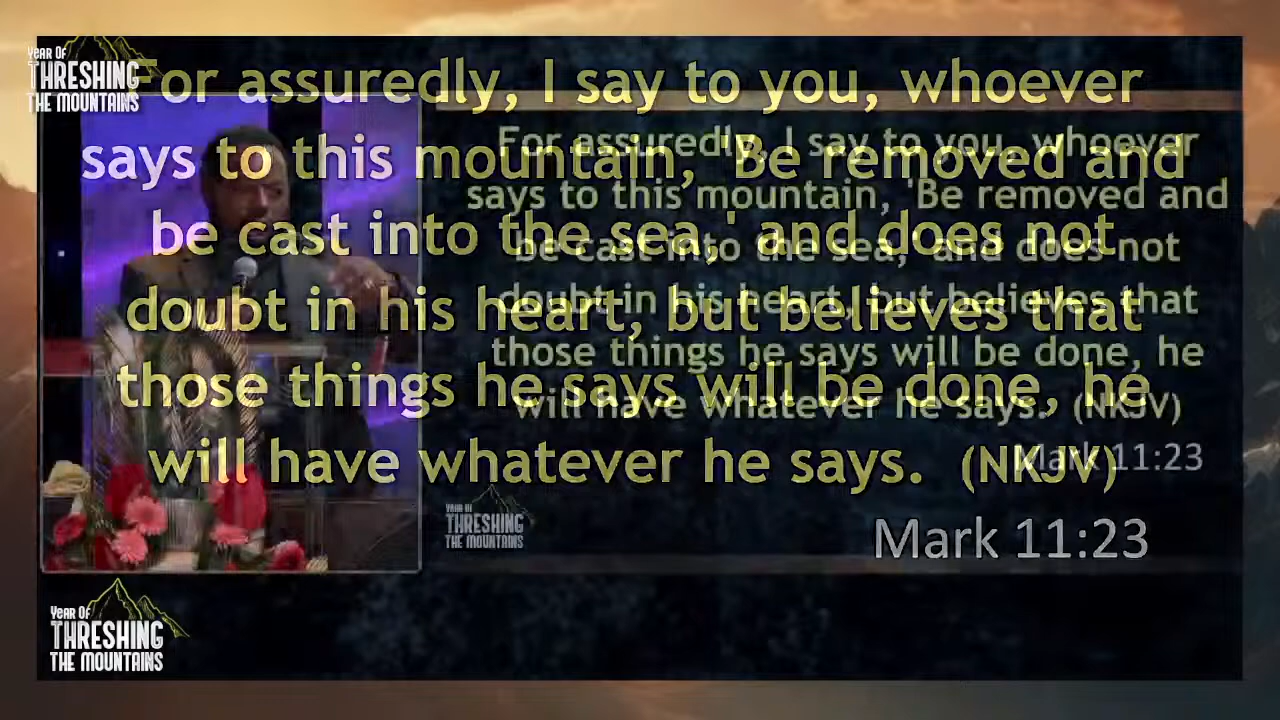 YEAR OF
THRESHING
THE MOUNTAINS
For assuredly, I say to you, whoever
says to this mountain, 'Be removed and
be cast into the sea,' and does not
doubt in his heart, but believes that
those things he says will be done, he
will have whatever he says. (NKJV)
Mark 11:23
For assuredly, I say to you, whoever
says to this mountain, 'Be removed and
be cast into the sea,' and does not
doubt in his heart, but believes that
those things he says will be done, he
will have whatever he says. (NKJV)
Mark 11:23
YEAR OF
THRESHING
THE MOUNTAINS
YEAR OF
THRESHING
THE MOUNTAINS